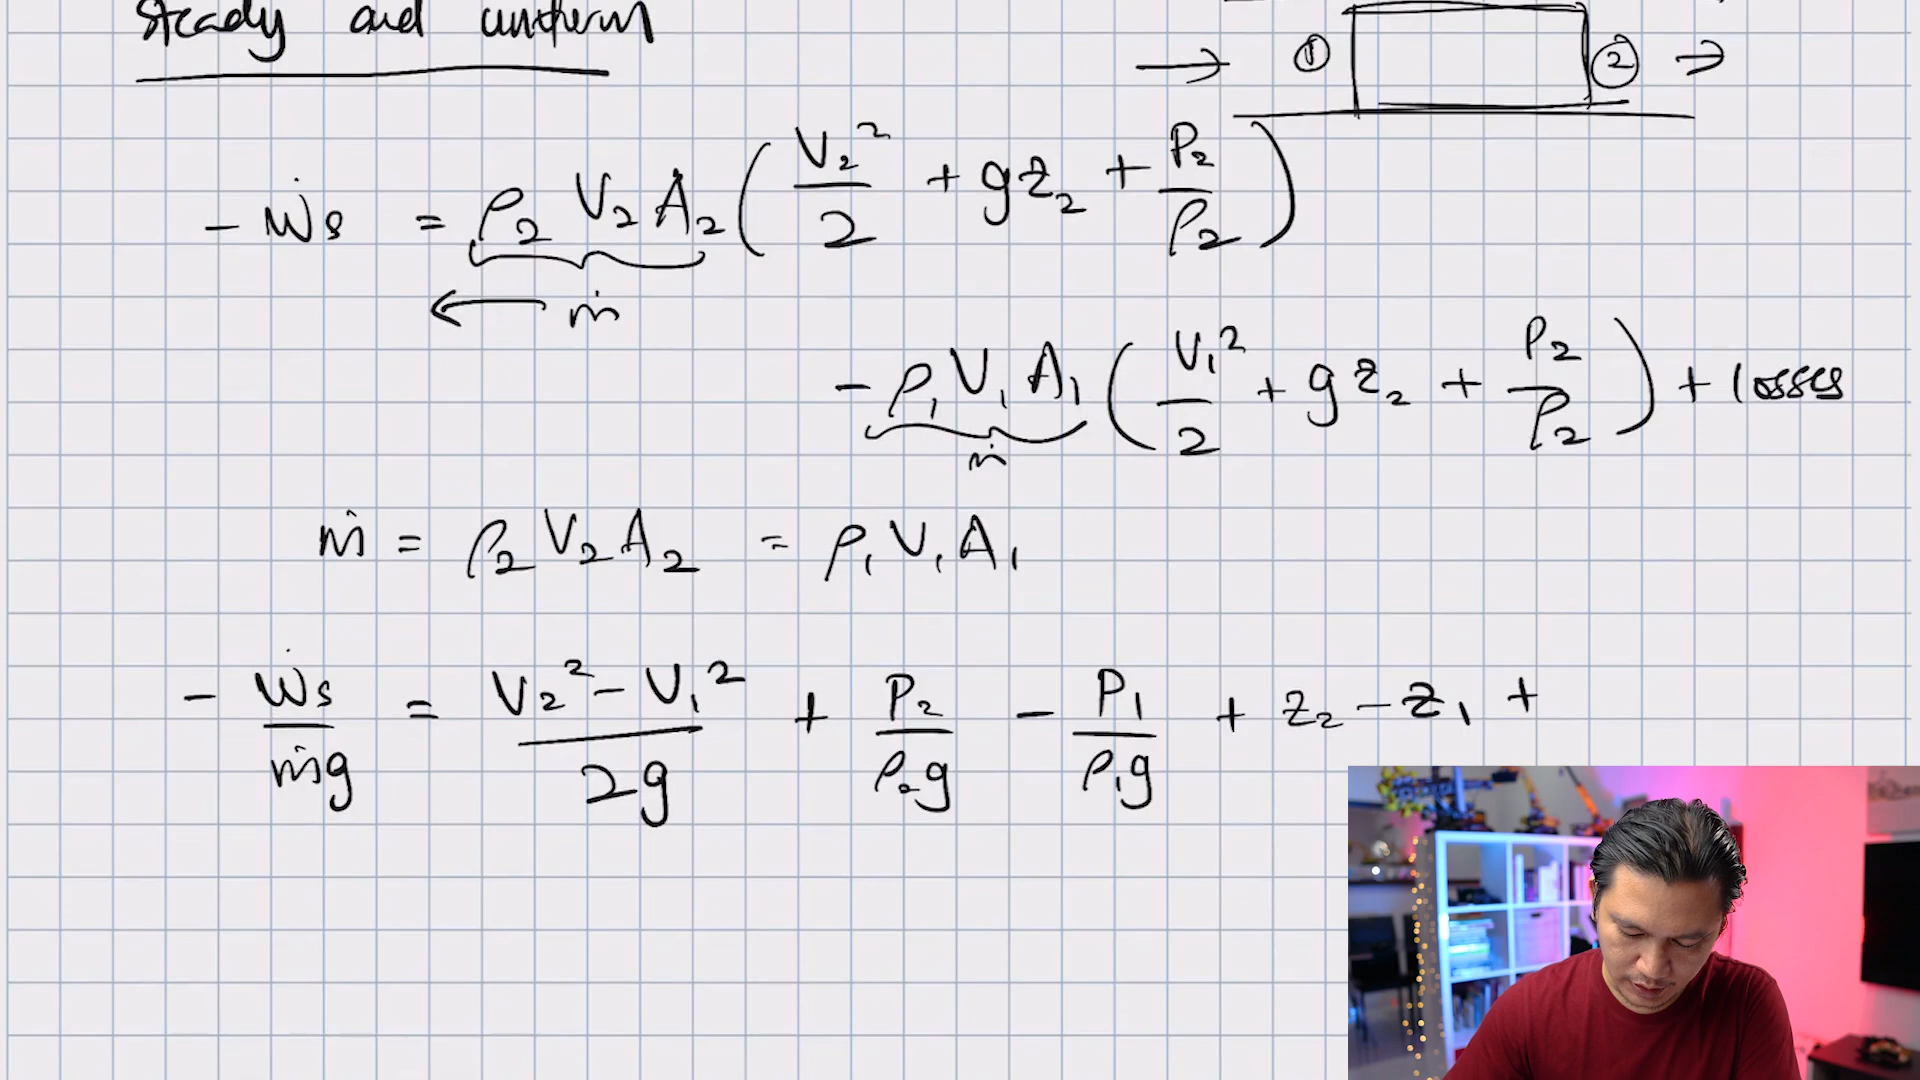 steady and uniform
→ ① ② →
- Ẇs = ρ₂ V₂ A₂ ( V₂²/2 + gz₂ + P₂/ρ₂ )
← ṁ
- ρ₁ V₁ A₁ ( V₁²/2 + gz₂ + P₂/ρ₂ ) + losses
ṁ
ṁ = ρ₂ V₂ A₂ = ρ₁ V₁ A₁
- Ẇs/ṁg = (V₂² - V₁²)/2g + P₂/ρ₂g - P₁/ρ₁g + z₂ - z₁ +